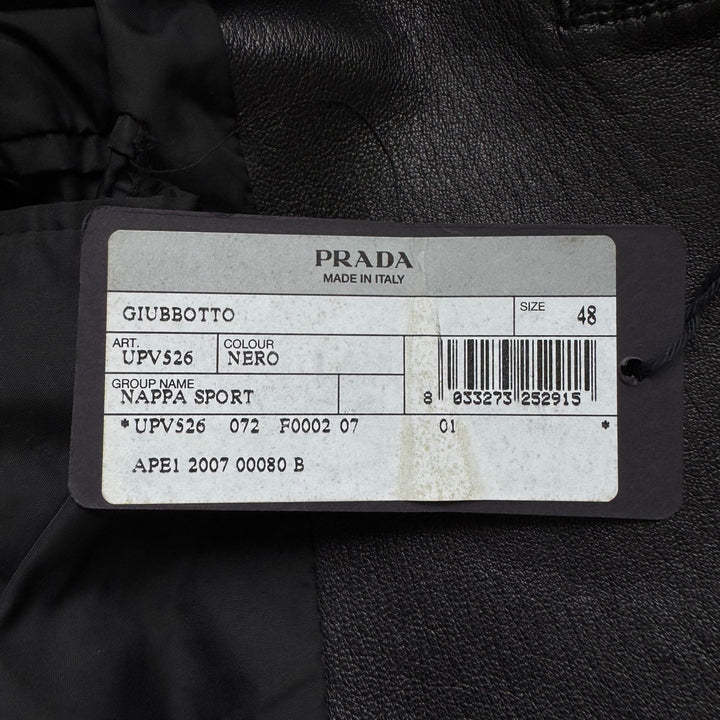 PRADA
MADE IN ITALY
GIUBBOTTO
SIZE 48
ART. COLOUR
UPV526 NERO
GROUP NAME
NAPPA SPORT
8 033273 252915
*UPV526 072 F0002 07 01 *
APE1 2007 00080 B